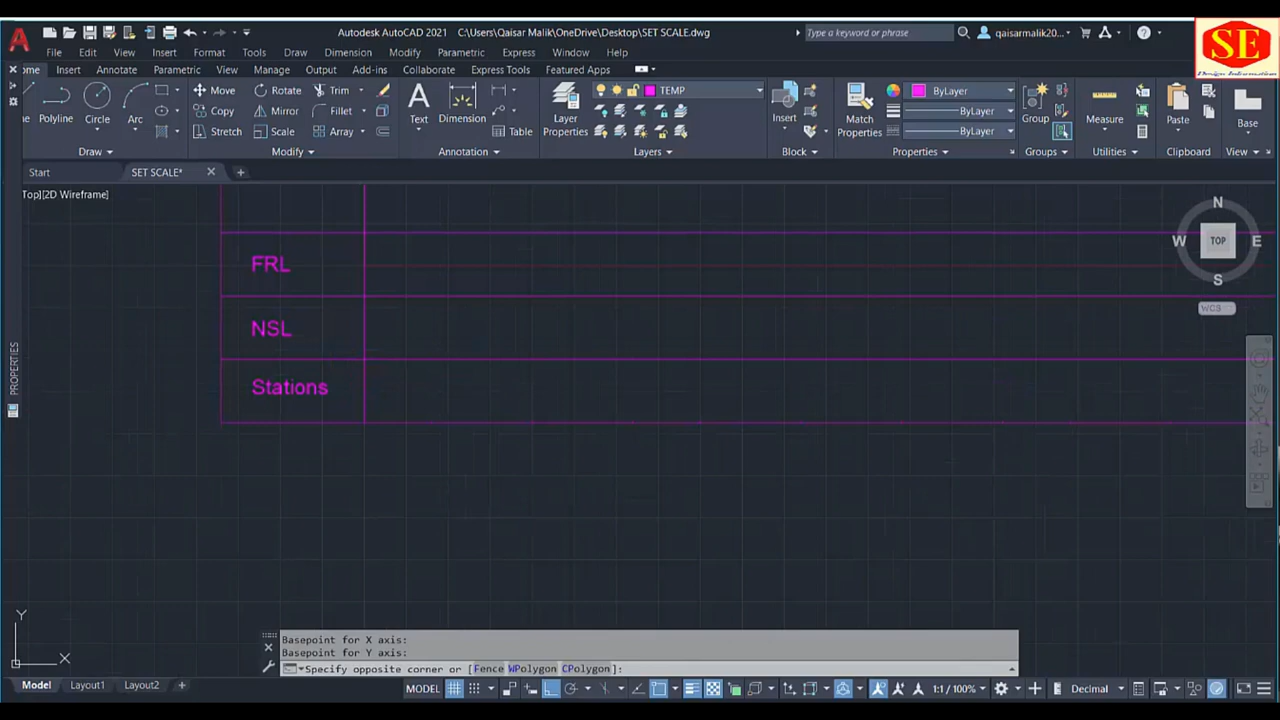 Autodesk AutoCAD 2021 C:\Users\Qaisar Malik\OneDrive\Desktop\SET SCALE.dwg Type a keyword or phrase qaisarmalik20...
SE
Design Information
File Edit View Insert Format Tools Draw Dimension Modify Parametric Express Window Help
ome Insert Annotate Parametric View Manage Output Add-ins Collaborate Express Tools Featured Apps
Move Rotate Trim TEMP ByLayer
Polyline Circle Arc Copy Mirror Fillet Text Dimension Layer Properties Insert Match Properties ByLayer Group Measure Paste Base
Stretch Scale Array Table ByLayer
Draw Modify Annotation Layers Block Properties Groups Utilities Clipboard View
Start SET SCALE* +
Top][2D Wireframe]
N
W TOP E
S
WCS
FRL
NSL
Stations
PROPERTIES
Y
X
Basepoint for X axis:
Basepoint for Y axis:
Specify opposite corner or [Fence WPolygon CPolygon]:
Model Layout1 Layout2 + MODEL 1:1 / 100% Decimal